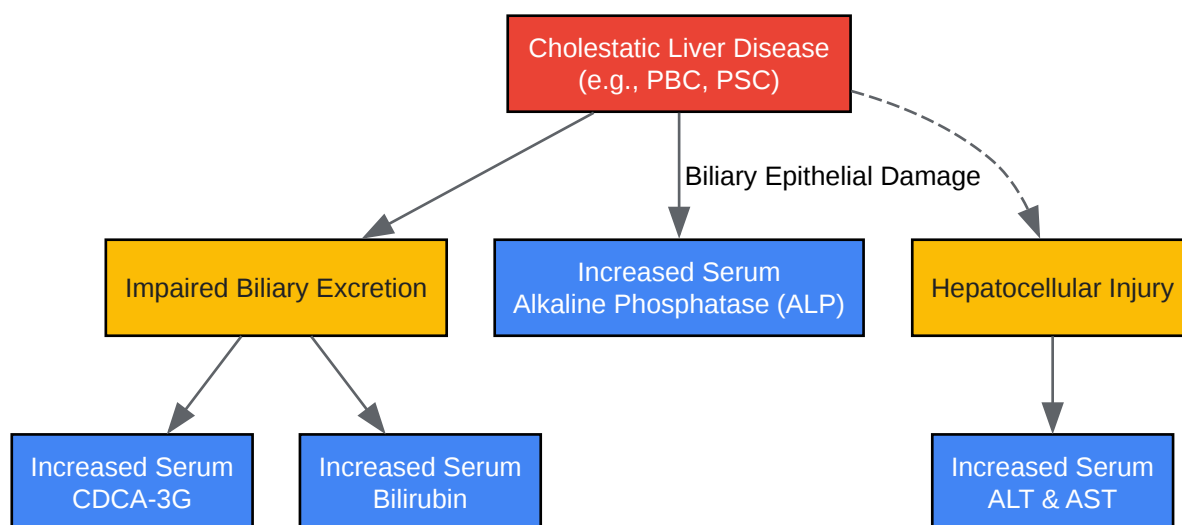 Cholestatic Liver Disease
(e.g., PBC, PSC)
Biliary Epithelial Damage
Impaired Biliary Excretion
Increased Serum
Alkaline Phosphatase (ALP)
Hepatocellular Injury
Increased Serum
CDCA-3G
Increased Serum
Bilirubin
Increased Serum
ALT & AST